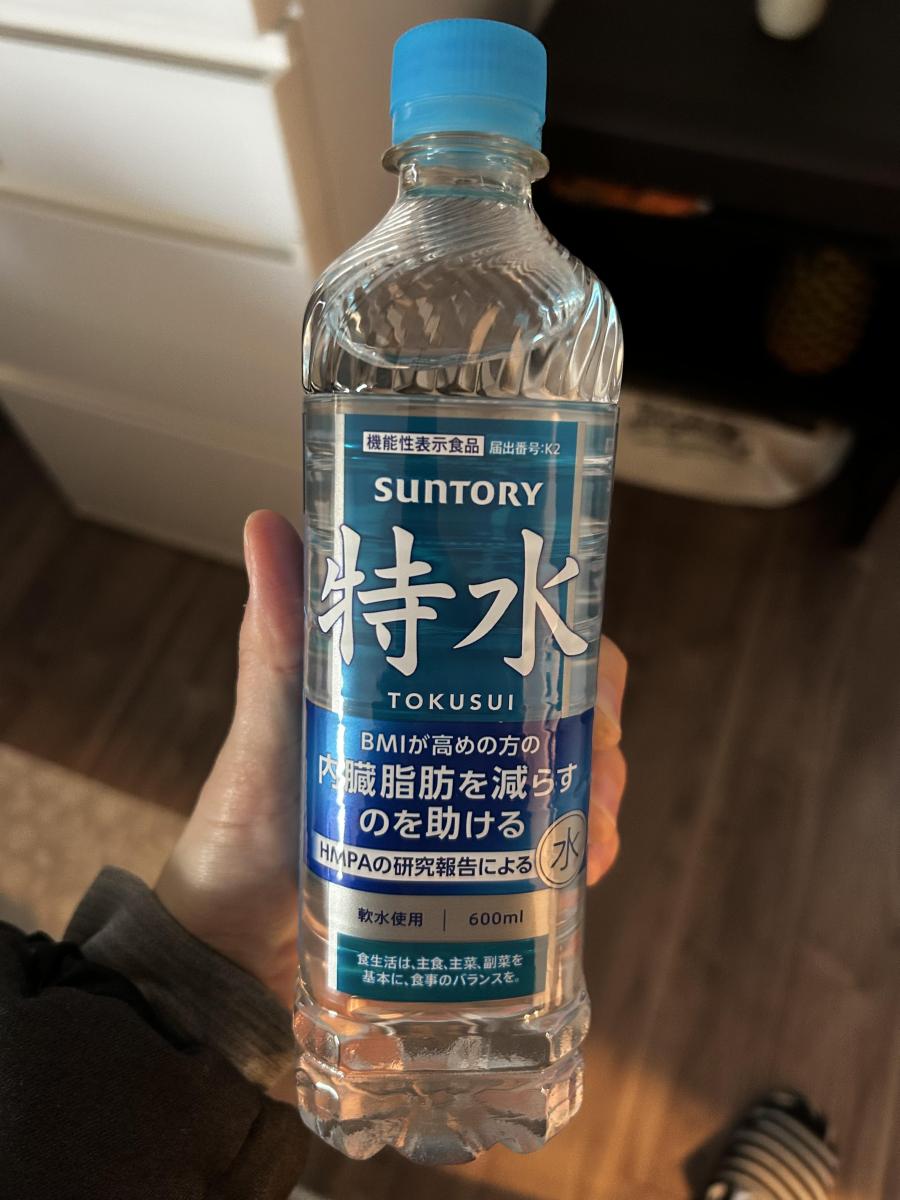 機能性表示食品 届出番号:K2
SUNTORY
特水
TOKUSUI
BMIが高めの方の
内臓脂肪を減らす
のを助ける
HMPAの研究報告による
水
軟水使用 | 600ml
食生活は、主食、主菜、副菜を
基本に、食事のバランスを。